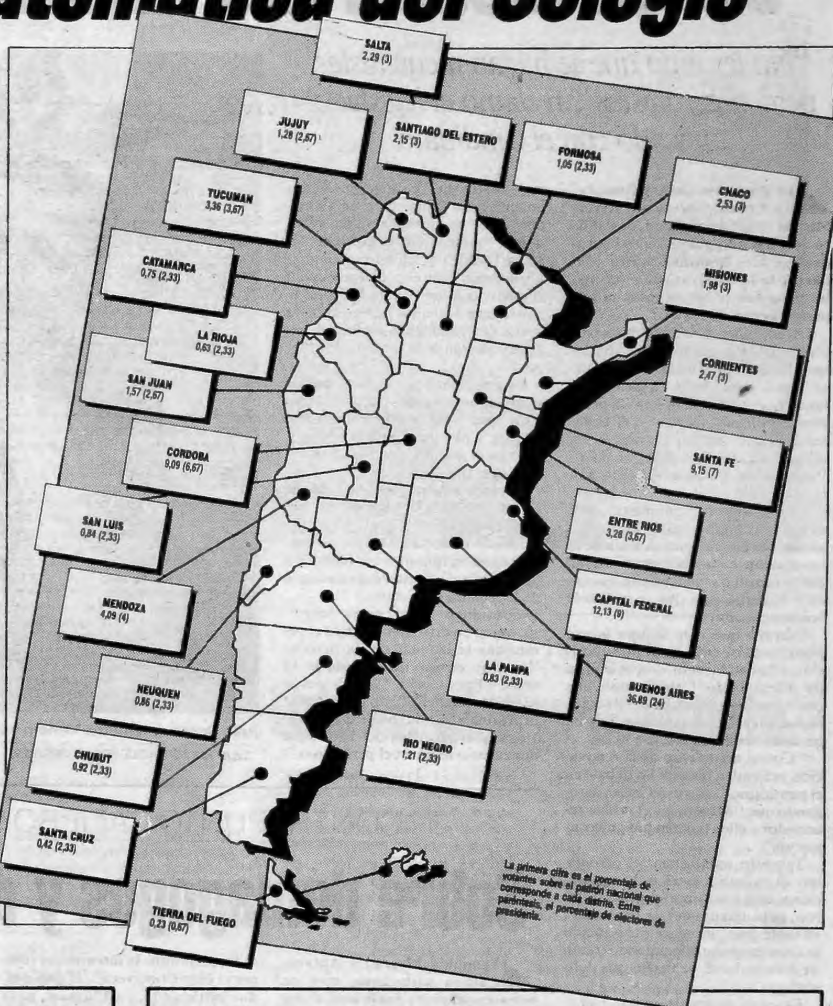 del Colegio
SALTA
2,29 (3)
JUJUY
1,28 (2,67)
SANTIAGO DEL ESTERO
2,15 (3)
FORMOSA
1,05 (2,33)
TUCUMAN
3,36 (3,67)
CHACO
2,53 (3)
CATAMARCA
0,75 (2,33)
MISIONES
1,98 (3)
LA RIOJA
0,63 (2,33)
SAN JUAN
1,57 (2,67)
CORRIENTES
2,47 (3)
CORDOBA
9,09 (6,67)
SANTA FE
9,15 (7)
SAN LUIS
0,84 (2,33)
ENTRE RIOS
3,28 (3,67)
MENDOZA
4,09 (4)
CAPITAL FEDERAL
12,13 (9)
NEUQUEN
0,86 (2,33)
LA PAMPA
0,83 (2,33)
BUENOS AIRES
36,89 (24)
CHUBUT
0,92 (2,33)
RIO NEGRO
1,21 (2,33)
SANTA CRUZ
0,42 (2,33)
TIERRA DEL FUEGO
0,23 (0,67)
La primera cifra es el porcentaje de
votantes sobre el padrón nacional que
corresponde a cada distrito. Entre
paréntesis, el porcentaje de electores de
presidente.